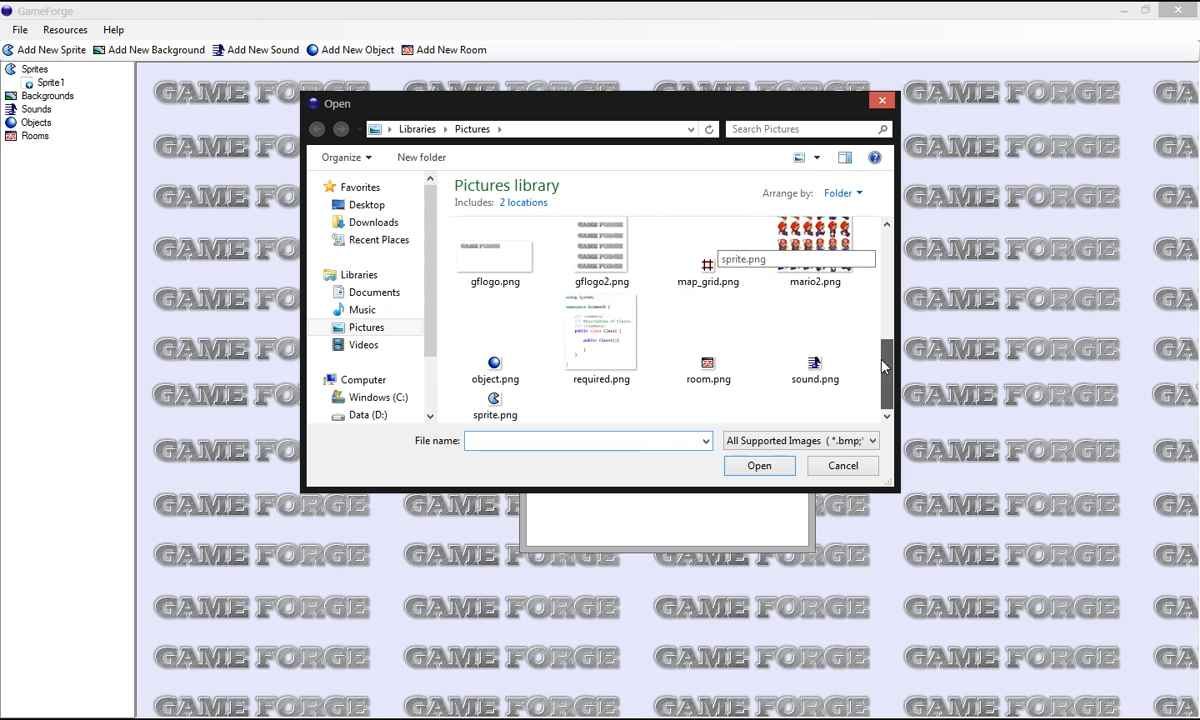 GameForge
File Resources Help
Add New Sprite Add New Background Add New Sound Add New Object Add New Room
Sprites
Sprite1
Backgrounds
Sounds
Objects
Rooms
Open
Libraries Pictures
Search Pictures
Organize New folder
Pictures library
Includes: 2 locations
Arrange by: Folder
Favorites
Desktop
Downloads
Recent Places
Libraries
Documents
Music
Pictures
Videos
Computer
Windows (C:)
Data (D:)
sprite.png
gflogo.png gflogo2.png map_grid.png mario2.png
object.png required.png room.png sound.png
sprite.png
File name:
All Supported Images ( *.bmp;*
Open Cancel
GAME FORGE